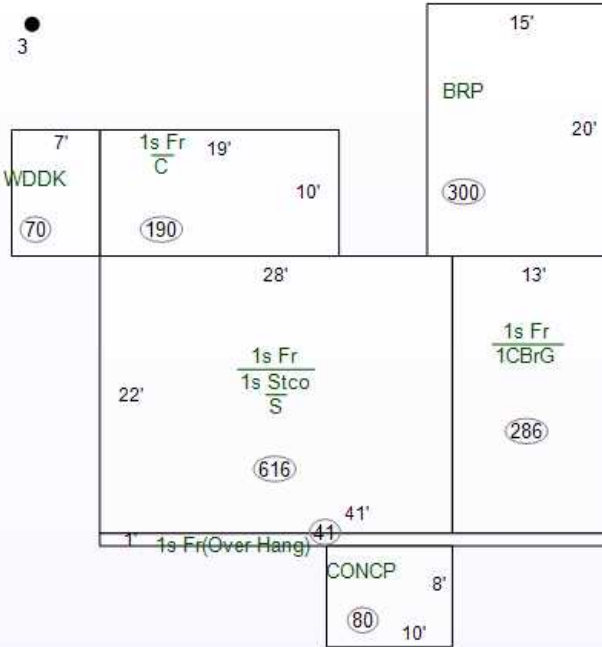 3
15'
BRP
20'
300
7'
WDDK
70
1s Fr
C
19'
10'
190
28'
1s Fr
1s Stco
S
22'
616
13'
1s Fr
1CBrG
286
41'
41
1'
1s Fr(Over Hang)
CONCP
8'
80
10'